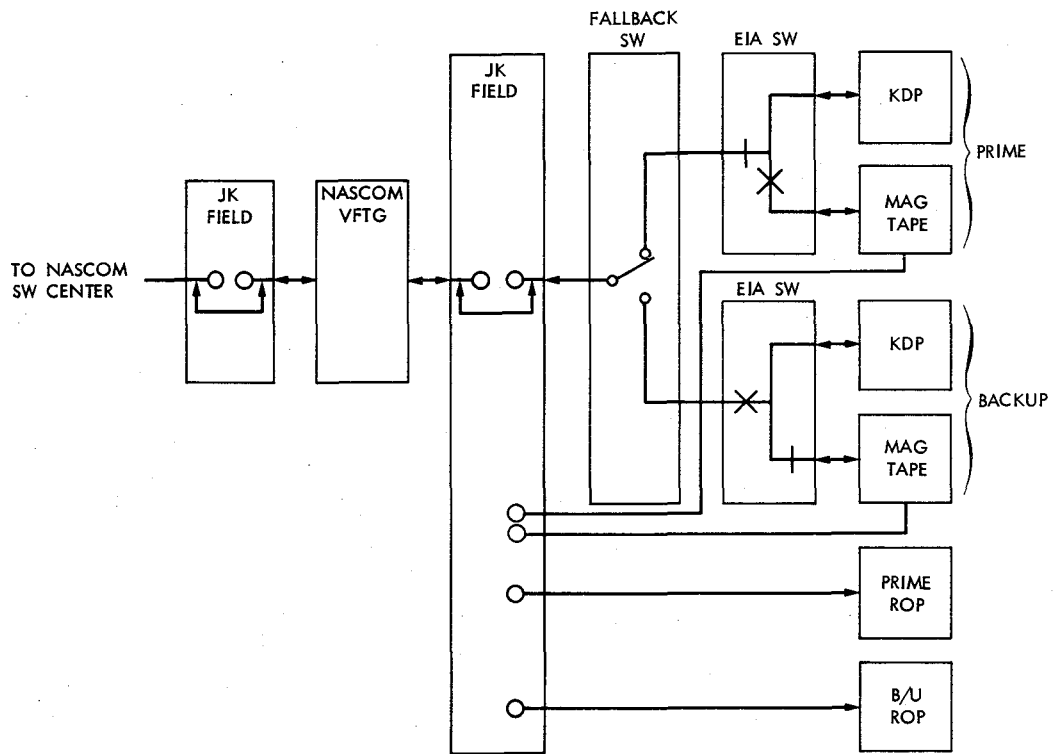 FALLBACK
SW
EIA SW
JK
FIELD
KDP
PRIME
MAG
TAPE
JK
FIELD
NASCOM
VFTG
TO NASCOM
SW CENTER
EIA SW
KDP
BACKUP
MAG
TAPE
PRIME
ROP
B/U
ROP